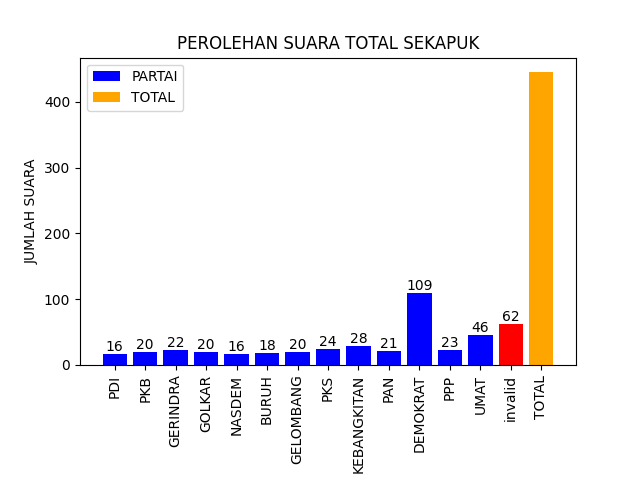 PEROLEHAN SUARA TOTAL SEKAPUK
PARTAI
TOTAL
JUMLAH SUARA
400
300
200
100
0
16
20
22
20
16
18
20
24
28
21
109
23
46
62
PDI
PKB
GERINDRA
GOLKAR
NASDEM
BURUH
GELOMBANG
PKS
KEBANGKITAN
PAN
DEMOKRAT
PPP
UMAT
invalid
TOTAL